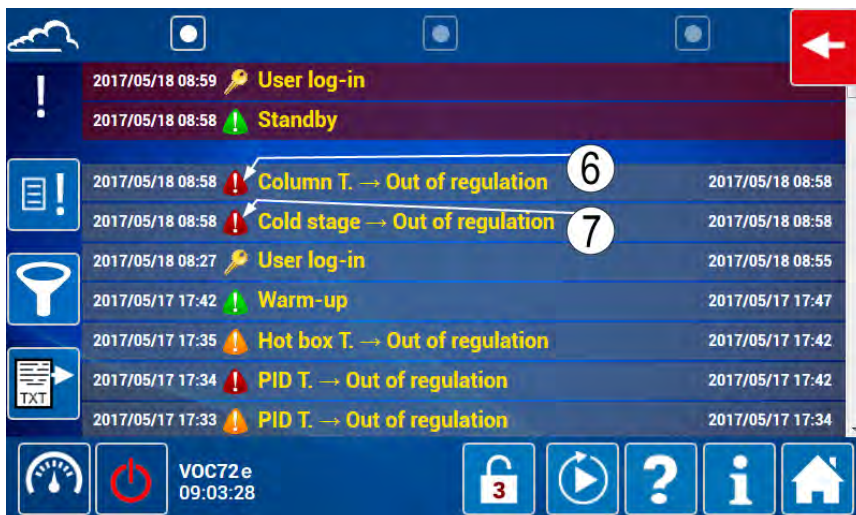 !
2017/05/18 08:59 User log-in
2017/05/18 08:58 Standby
! 2017/05/18 08:58 Column T. → Out of regulation 6 2017/05/18 08:58
2017/05/18 08:58 Cold stage → Out of regulation 7 2017/05/18 08:58
2017/05/18 08:27 User log-in 2017/05/18 08:55
2017/05/17 17:42 Warm-up 2017/05/17 17:47
2017/05/17 17:35 Hot box T. → Out of regulation 2017/05/17 17:42
TXT 2017/05/17 17:34 PID T. → Out of regulation 2017/05/17 17:42
2017/05/17 17:33 PID T. → Out of regulation 2017/05/17 17:34
VOC72e
09:03:28
3
?
i